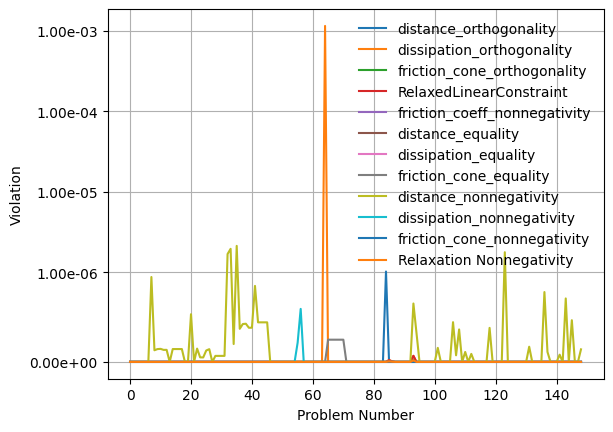 1.00e-03
1.00e-04
1.00e-05
1.00e-06
0.00e+00
Violation
0
20
40
60
80
100
120
140
Problem Number
distance_orthogonality
dissipation_orthogonality
friction_cone_orthogonality
RelaxedLinearConstraint
friction_coeff_nonnegativity
distance_equality
dissipation_equality
friction_cone_equality
distance_nonnegativity
dissipation_nonnegativity
friction_cone_nonnegativity
Relaxation Nonnegativity